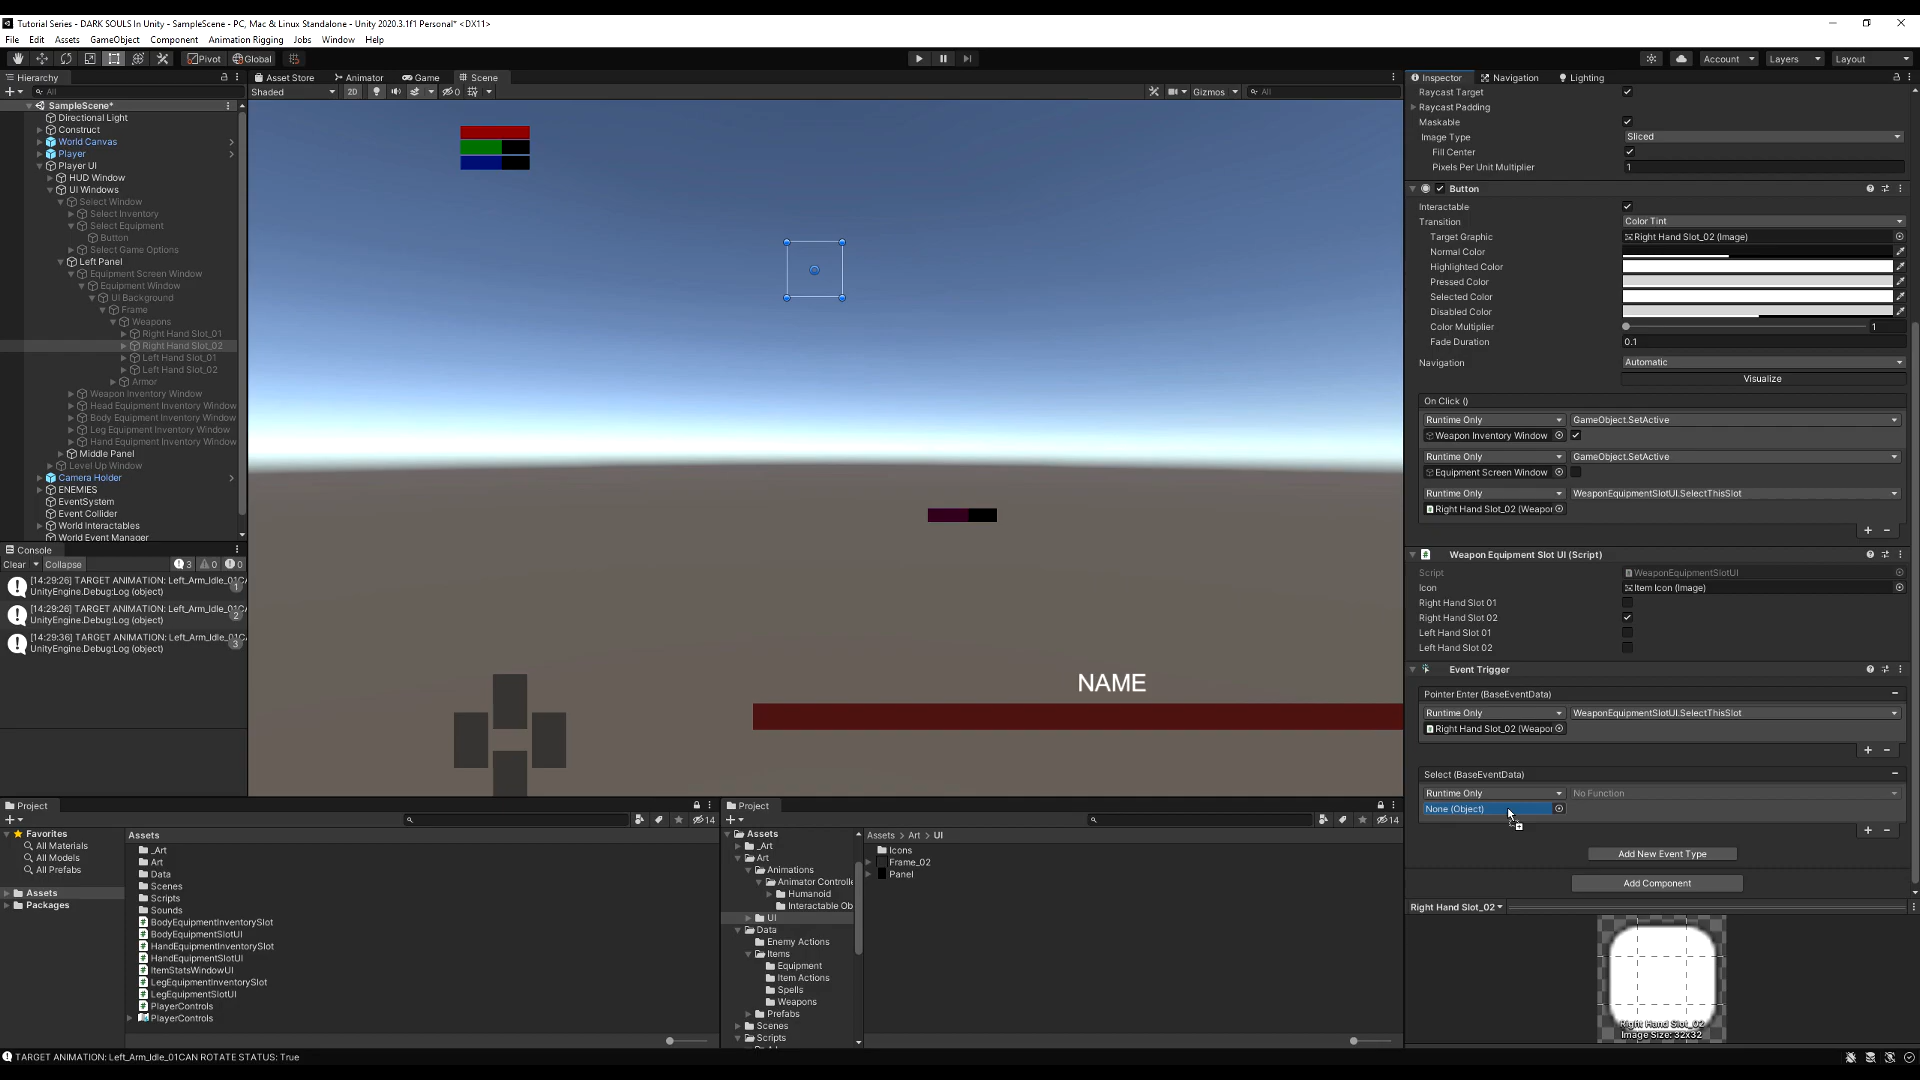 Tutorial Series - DARK SOULS In Unity - SampleScene - PC, Mac & Linux Standalone - Unity 2020.3.1f1 Personal* <DX11>
File Edit Assets GameObject Component Animation Rigging Jobs Window Help
Pivot Global Account Layers Layout
Hierarchy
All
SampleScene*
Directional Light
Construct
World Canvas
Player
Player UI
HUD Window
UI Windows
Select Window
Select Inventory
Select Equipment
Button
Select Game Options
Left Panel
Equipment Screen Window
Equipment Window
UI Background
Frame
Weapons
Right Hand Slot_01
Right Hand Slot_02
Left Hand Slot_01
Left Hand Slot_02
Armor
Weapon Inventory Window
Head Equipment Inventory Window
Body Equipment Inventory Window
Leg Equipment Inventory Window
Hand Equipment Inventory Window
Middle Panel
Level Up Window
Camera Holder
ENEMIES
EventSystem
Event Collider
World Interactables
World Event Manager
Console
Clear Collapse 3 0 0
[14:29:26] TARGET ANIMATION: Left_Arm_Idle_01CA
UnityEngine.Debug:Log (object)
1
[14:29:26] TARGET ANIMATION: Left_Arm_Idle_01CA
UnityEngine.Debug:Log (object)
2
[14:29:36] TARGET ANIMATION: Left_Arm_Idle_01CA
UnityEngine.Debug:Log (object)
3
Asset Store Animator Game Scene
Shaded 2D 0 Gizmos All
NAME
Inspector Navigation Lighting
Raycast Target
Raycast Padding
Maskable
Image Type Sliced
Fill Center
Pixels Per Unit Multiplier 1
Button
Interactable
Transition Color Tint
Target Graphic Right Hand Slot_02 (Image)
Normal Color
Highlighted Color
Pressed Color
Selected Color
Disabled Color
Color Multiplier 1
Fade Duration 0.1
Navigation Automatic
Visualize
On Click ()
Runtime Only GameObject.SetActive
Weapon Inventory Window
Runtime Only GameObject.SetActive
Equipment Screen Window
Runtime Only WeaponEquipmentSlotUI.SelectThisSlot
Right Hand Slot_02 (Weapor
Weapon Equipment Slot UI (Script)
Script WeaponEquipmentSlotUI
Icon Item Icon (Image)
Right Hand Slot 01
Right Hand Slot 02
Left Hand Slot 01
Left Hand Slot 02
Event Trigger
Pointer Enter (BaseEventData)
Runtime Only WeaponEquipmentSlotUI.SelectThisSlot
Right Hand Slot_02 (Weapor
Select (BaseEventData)
Runtime Only No Function
None (Object)
Add New Event Type
Add Component
Right Hand Slot_02
Right Hand Slot_02
Image Size: 32x32
Project
14
Favorites
All Materials
All Models
All Prefabs
Assets
Packages
Assets
_Art
Art
Data
Scenes
Scripts
Sounds
BodyEquipmentInventorySlot
BodyEquipmentSlotUI
HandEquipmentInventorySlot
HandEquipmentSlotUI
ItemStatsWindowUI
LegEquipmentInventorySlot
LegEquipmentSlotUI
PlayerControls
PlayerControls
Project
14
Assets
_Art
Art
Animations
Animator Controlle
Humanoid
Interactable Ob
UI
Data
Enemy Actions
Items
Equipment
Item Actions
Spells
Weapons
Prefabs
Scenes
Scripts
Assets Art UI
Icons
Frame_02
Panel
TARGET ANIMATION: Left_Arm_Idle_01CAN ROTATE STATUS: True